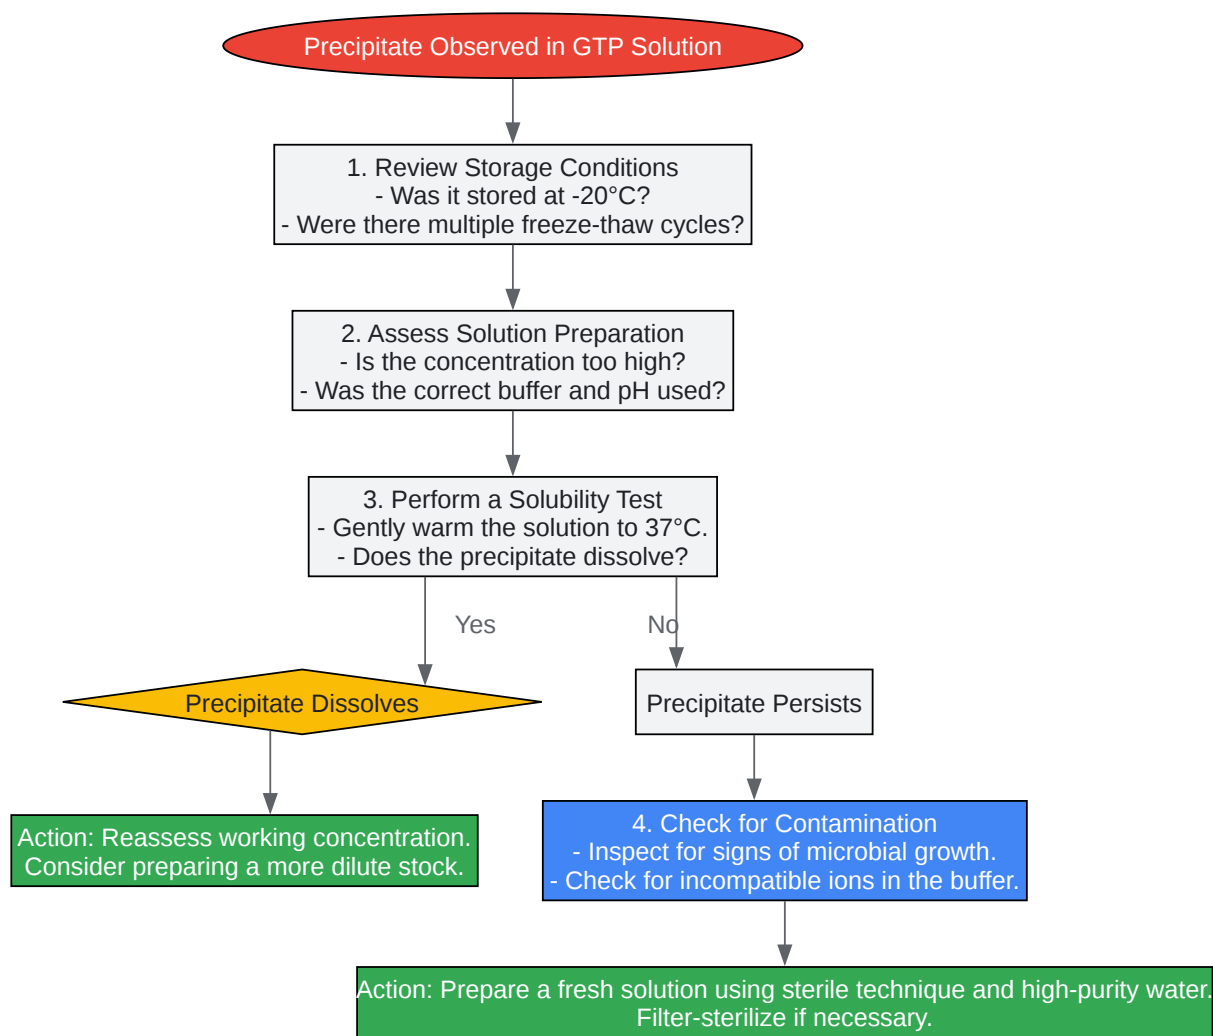 Precipitate Observed in GTP Solution
1. Review Storage Conditions
- Was it stored at -20°C?
- Were there multiple freeze-thaw cycles?
2. Assess Solution Preparation
- Is the concentration too high?
- Was the correct buffer and pH used?
3. Perform a Solubility Test
- Gently warm the solution to 37°C.
- Does the precipitate dissolve?
Yes
No
Precipitate Dissolves
Precipitate Persists
Action: Reassess working concentration.
Consider preparing a more dilute stock.
4. Check for Contamination
- Inspect for signs of microbial growth.
- Check for incompatible ions in the buffer.
Action: Prepare a fresh solution using sterile technique and high-purity water.
Filter-sterilize if necessary.